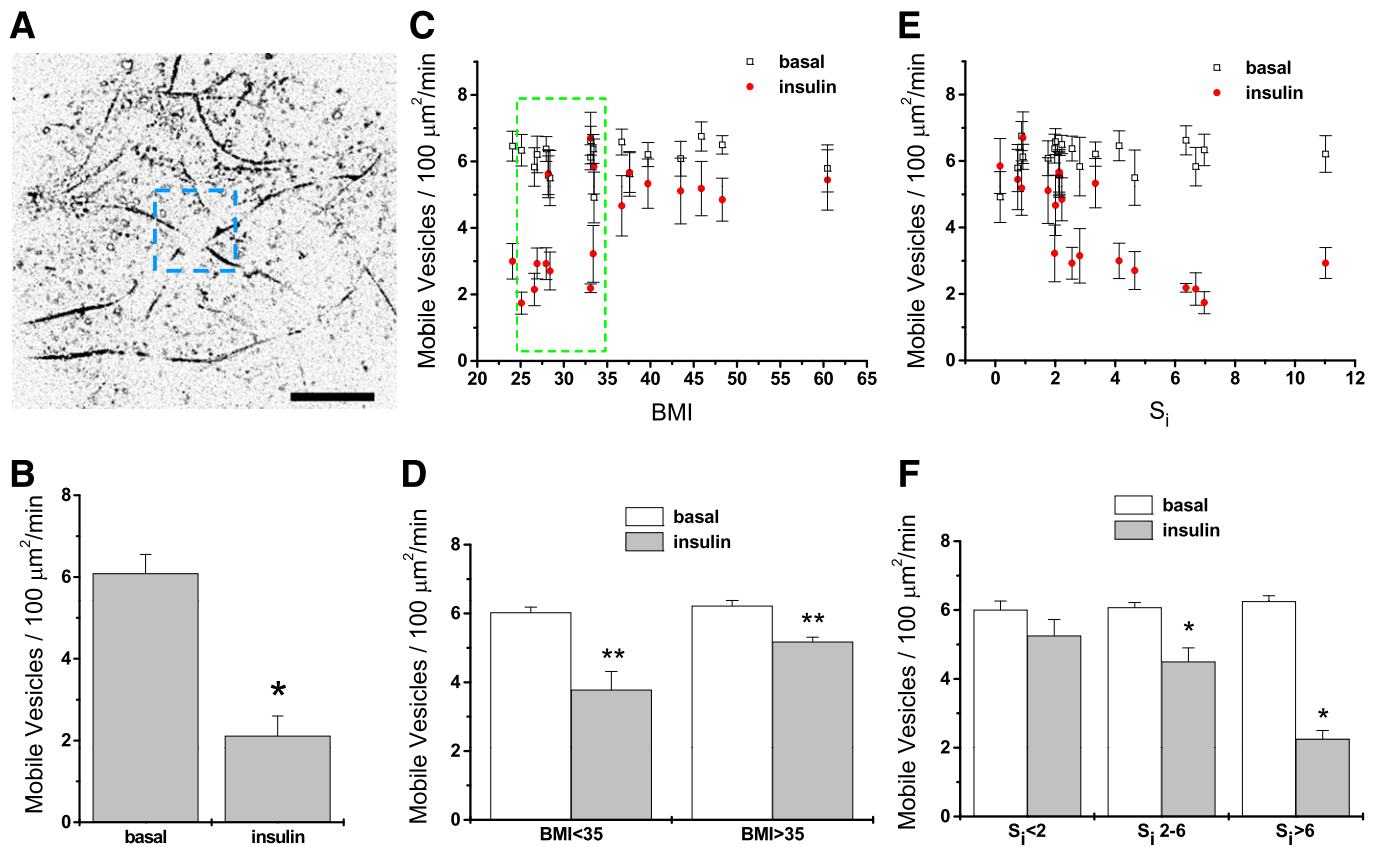 A
B
Mobile Vesicles / 100 μm²/min
8
6
4
2
0
basal
insulin
*
C
Mobile Vesicles / 100 μm²/min
basal
insulin
8
6
4
2
0
20 25 30 35 40 45 50 55 60 65
BMI
D
Mobile Vesicles / 100 μm²/min
basal
insulin
8
6
4
2
0
**
**
BMI<35
BMI>35
E
Mobile Vesicles / 100 μm²/min
basal
insulin
8
6
4
2
0
0 2 4 6 8 10 12
Sᵢ
F
Mobile Vesicles / 100 μm²/min
basal
insulin
8
6
4
2
0
*
*
Sᵢ<2
Sᵢ 2-6
Sᵢ>6